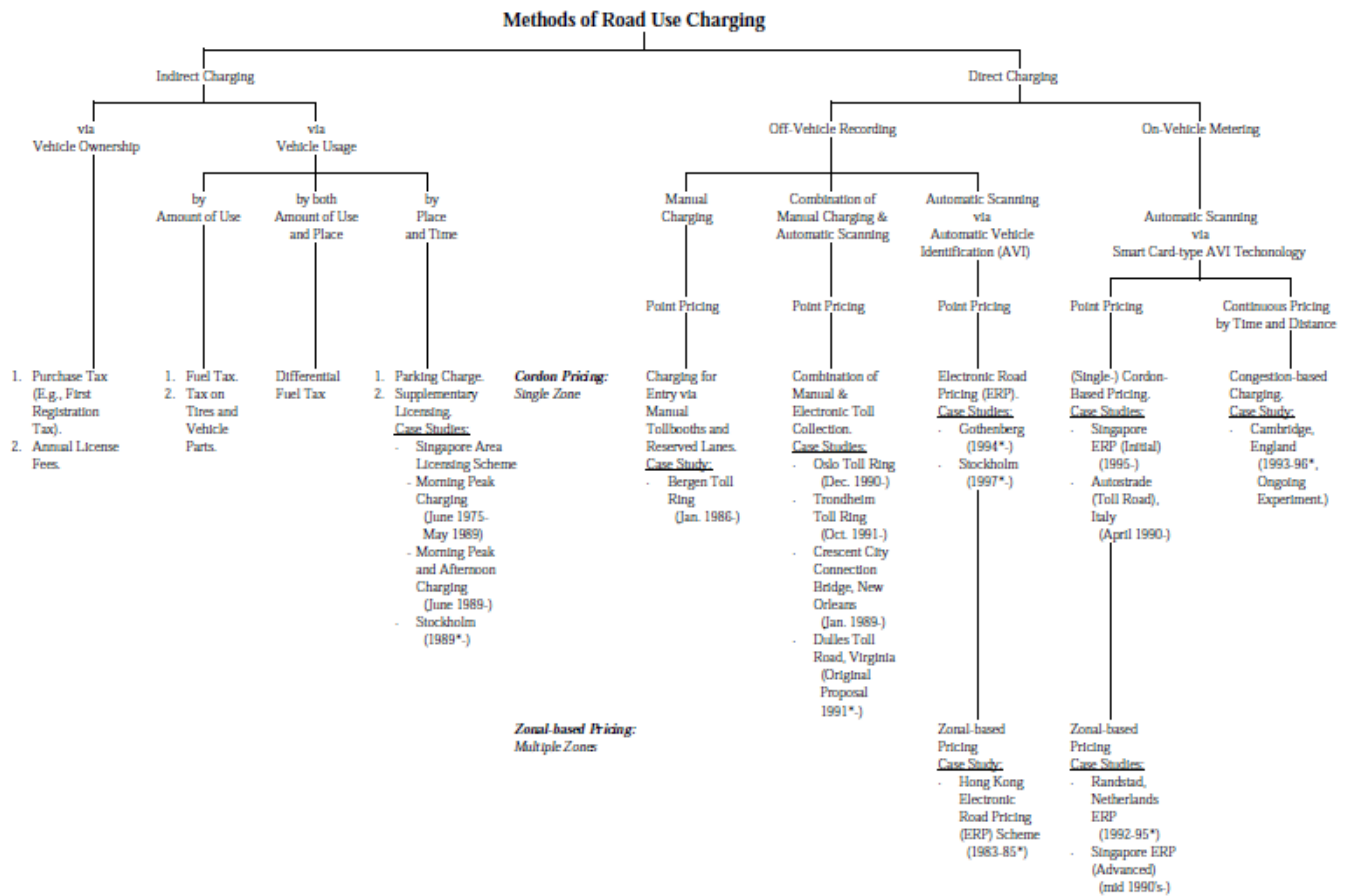 Methods of Road Use Charging
Indirect Charging
Direct Charging
via
Vehicle Ownership
via
Vehicle Usage
Off-Vehicle Recording
On-Vehicle Metering
by
Amount of Use
by both
Amount of Use
and Place
by
Place
and Time
Manual
Charging
Combination of
Manual Charging &
Automatic Scanning
Automatic Scanning
via
Automatic Vehicle
Identification (AVI)
Automatic Scanning
via
Smart Card-type AVI Techonology
Point Pricing
Point Pricing
Point Pricing
Point Pricing
Continuous Pricing
by Time and Distance
1. Purchase Tax
(E.g., First
Registration
Tax).
2. Annual License
Fees.
1. Fuel Tax.
2. Tax on
Tires and
Vehicle
Parts.
Differential
Fuel Tax
1. Parking Charge.
2. Supplementary
Licensing.
Case Studies:
- Singapore Area
Licensing Scheme
- Morning Peak
Charging
(June 1975-
May 1989)
- Morning Peak
and Afternoon
Charging
(June 1989-)
- Stockholm
(1989*-)
Cordon Pricing:
Single Zone
Charging for
Entry via
Manual
Tollbooths and
Reserved Lanes.
Case Study:
- Bergen Toll
Ring
(Jan. 1986-)
Combination of
Manual &
Electronic Toll
Collection.
Case Studies:
- Oslo Toll Ring
(Dec. 1990-)
- Trondheim
Toll Ring
(Oct. 1991-)
- Crescent City
Connection
Bridge, New
Orleans
(Jan. 1989-)
- Dulles Toll
Road, Virginia
(Original
Proposal
1991*-)
Electronic Road
Pricing (ERP).
Case Studies:
- Gothenberg
(1994*-)
- Stockholm
(1997*-)
(Single-) Cordon-
Based Pricing.
Case Studies:
- Singapore
ERP (Initial)
(1995-)
- Autostrade
(Toll Road),
Italy
(April 1990-)
Congestion-based
Charging.
Case Study:
- Cambridge,
England
(1993-96*,
Ongoing
Experiment.)
Zonal-based Pricing:
Multiple Zones
Zonal-based
Pricing
Case Study:
- Hong Kong
Electronic
Road Pricing
(ERP) Scheme
(1983-85*)
Zonal-based
Pricing
Case Studies:
- Randstad,
Netherlands
ERP
(1992-95*)
- Singapore ERP
(Advanced)
(mid 1990's-)